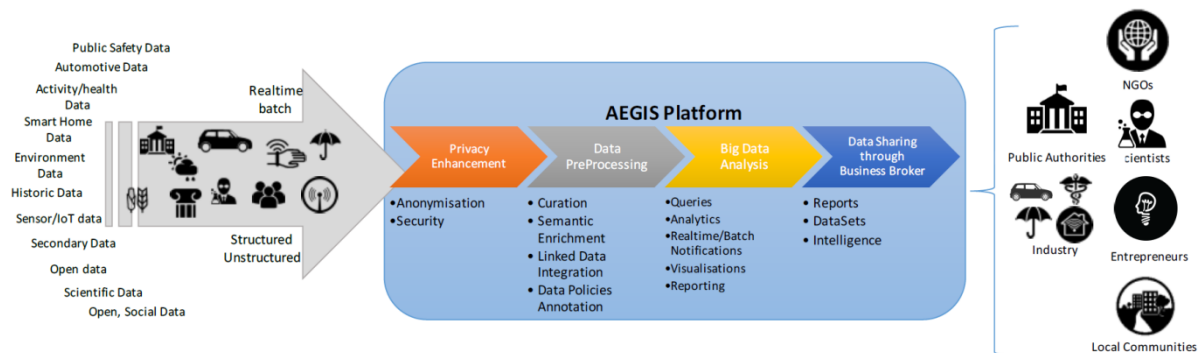 Public Safety Data
Automotive Data
Activity/health
Data
Smart Home
Data
Environment
Data
Historic Data
Sensor/IoT data
Secondary Data
Open data
Scientific Data
Open, Social Data
Realtime
batch
Structured
Unstructured
AEGIS Platform
Privacy
Enhancement
•Anonymisation
•Security
Data
PreProcessing
• Curation
• Semantic
Enrichment
• Linked Data
Integration
• Data Policies
Annotation
Big Data
Analysis
•Queries
•Analytics
•Realtime/Batch
Notifications
•Visualisations
•Reporting
Data Sharing
through
Business Broker
• Reports
• DataSets
• Intelligence
NGOs
Public Authorities
cientists
Industry
Entrepreneurs
Local Communities